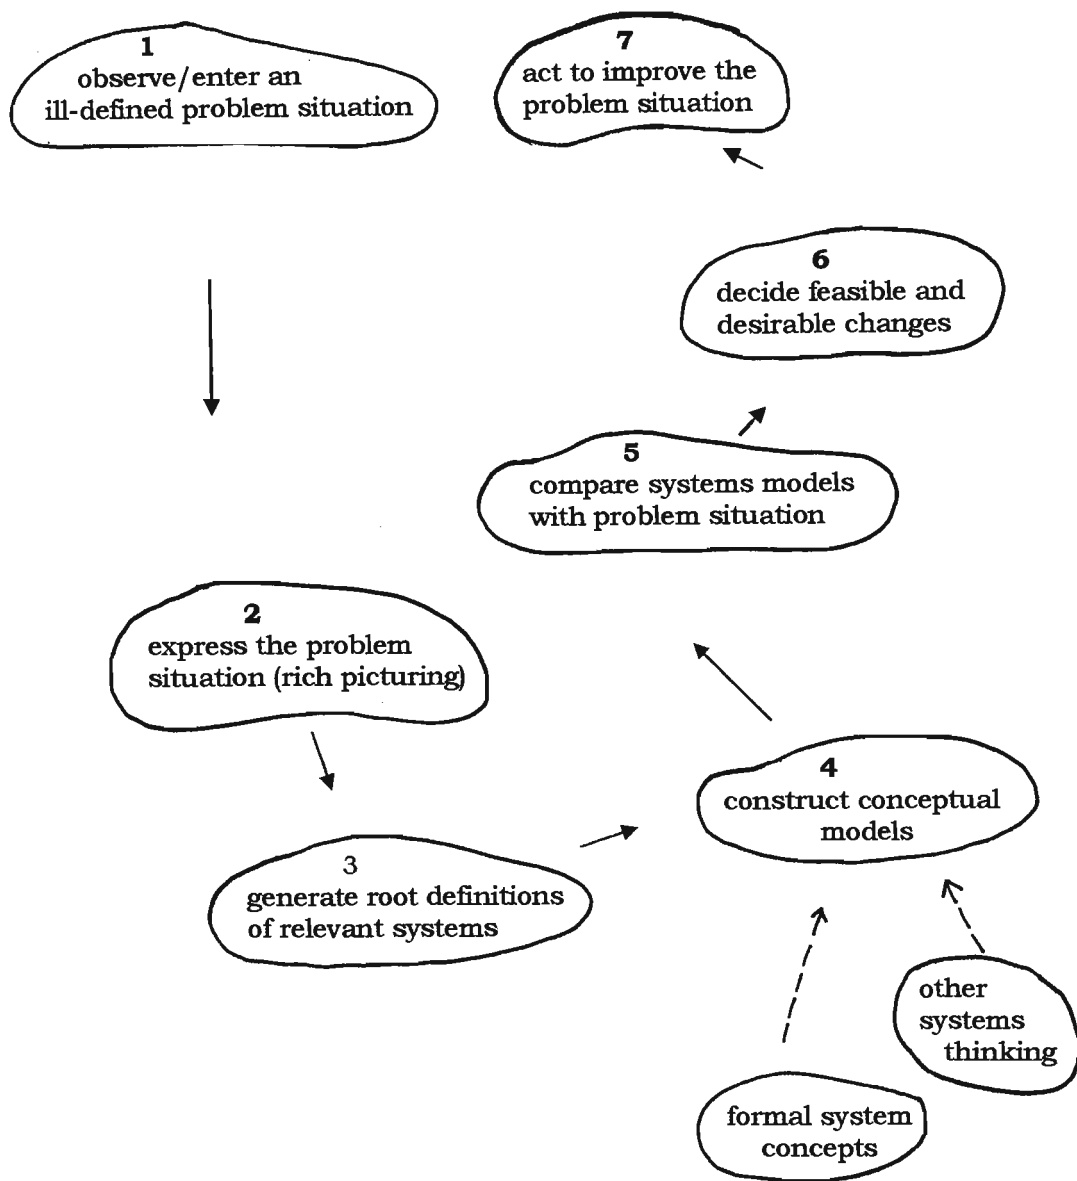 1
observe/enter an
ill-defined problem situation
7
act to improve the
problem situation
6
decide feasible and
desirable changes
5
compare systems models
with problem situation
2
express the problem
situation (rich picturing)
4
construct conceptual
models
3
generate root definitions
of relevant systems
other
systems
thinking
formal system
concepts